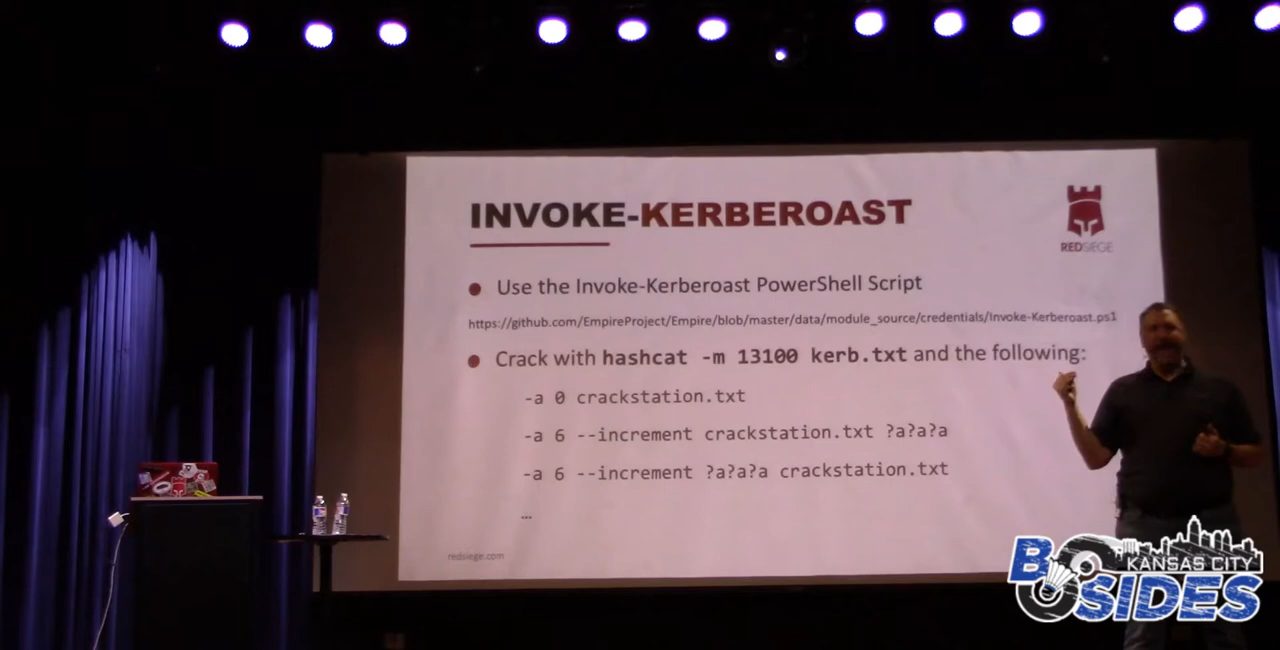 INVOKE-KERBEROAST
REDSIEGE
Use the Invoke-Kerberoast PowerShell Script
https://github.com/EmpireProject/Empire/blob/master/data/module_source/credentials/Invoke-Kerberoast.ps1
Crack with hashcat -m 13100 kerb.txt and the following:
-a 0 crackstation.txt
-a 6 --increment crackstation.txt ?a?a?a
-a 6 --increment ?a?a?a crackstation.txt
...
redsiege.com
KANSAS CITY
BSIDES